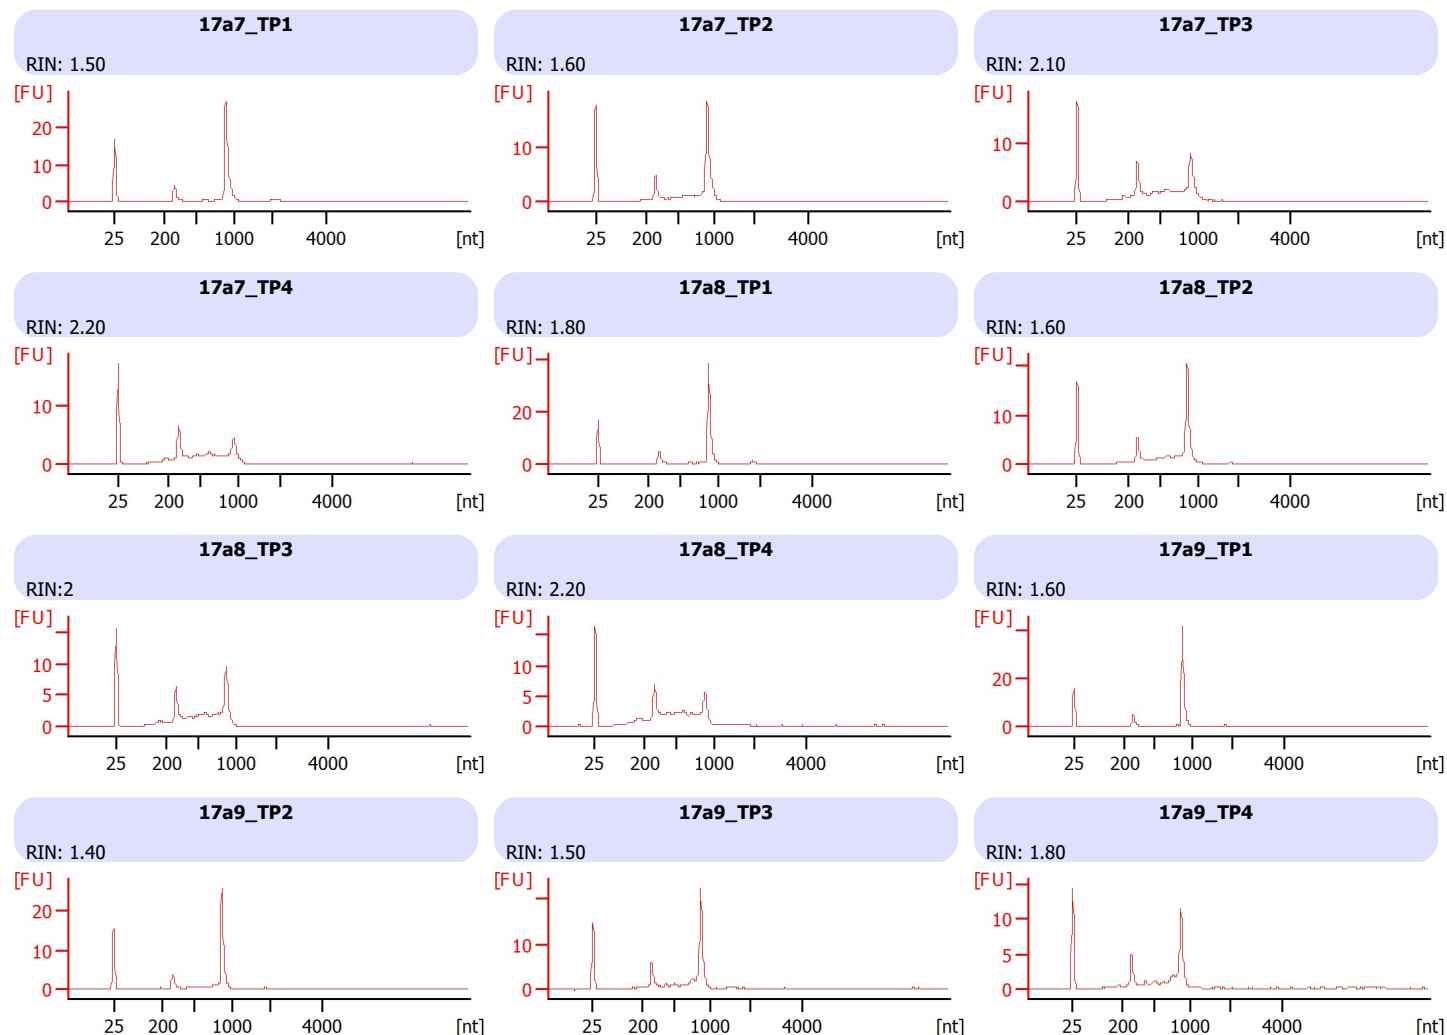 17a7_TP1
RIN: 1.50
[FU]
20
10
0
25 200 1000 4000 [nt]
17a7_TP2
RIN: 1.60
[FU]
10
0
25 200 1000 4000 [nt]
17a7_TP3
RIN: 2.10
[FU]
10
0
25 200 1000 4000 [nt]
17a7_TP4
RIN: 2.20
[FU]
10
0
25 200 1000 4000 [nt]
17a8_TP1
RIN: 1.80
[FU]
20
0
25 200 1000 4000 [nt]
17a8_TP2
RIN: 1.60
[FU]
10
0
25 200 1000 4000 [nt]
17a8_TP3
RIN:2
[FU]
10
5
0
25 200 1000 4000 [nt]
17a8_TP4
RIN: 2.20
[FU]
10
5
0
25 200 1000 4000 [nt]
17a9_TP1
RIN: 1.60
[FU]
20
0
25 200 1000 4000 [nt]
17a9_TP2
RIN: 1.40
[FU]
20
10
0
25 200 1000 4000 [nt]
17a9_TP3
RIN: 1.50
[FU]
10
0
25 200 1000 4000 [nt]
17a9_TP4
RIN: 1.80
[FU]
10
5
0
25 200 1000 4000 [nt]